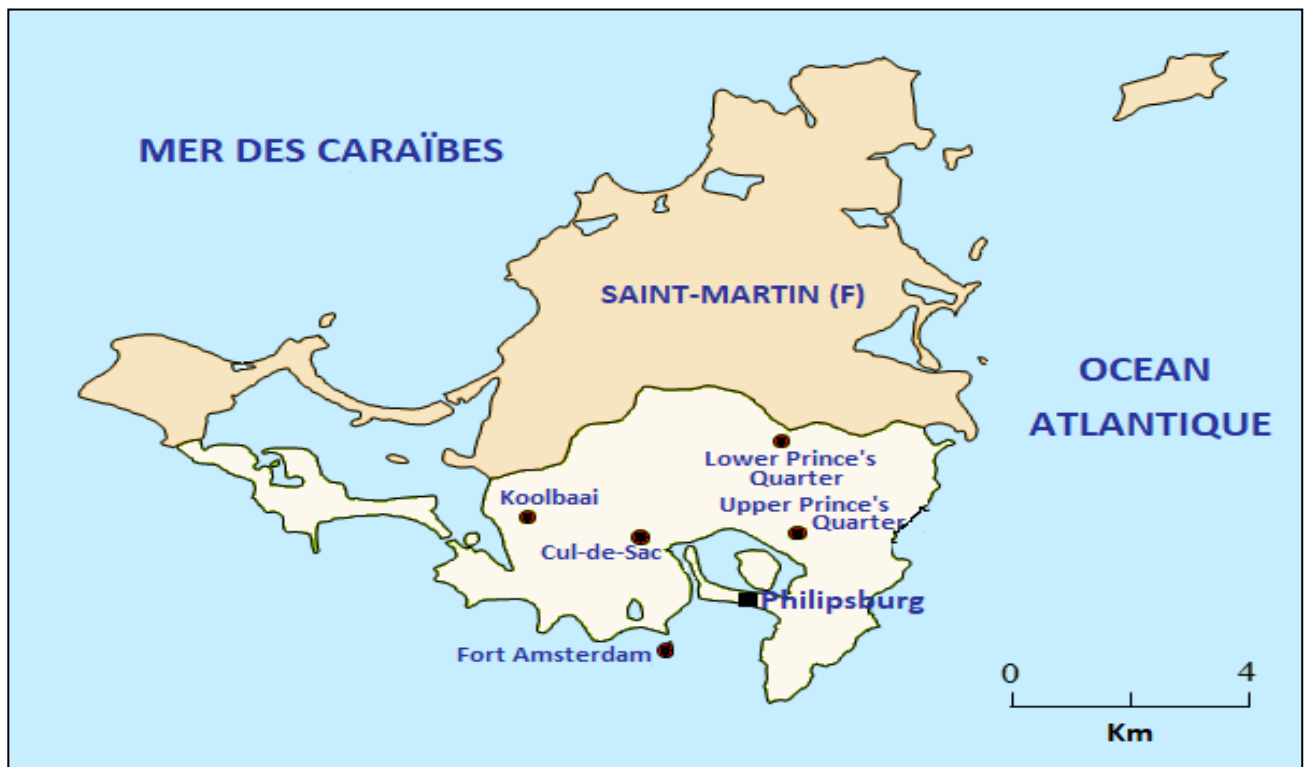 MER DES CARAÏBES
SAINT-MARTIN (F)
OCEAN
ATLANTIQUE
Lower Prince's
Quarter
Koolbaai
Upper Prince's
Quarter
Cul-de-Sac
Philipsburg
Fort Amsterdam
0 4
Km